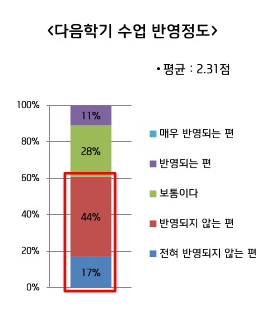 <다음학기 수업 반영정도>
• 평균 : 2.31점
100%
80%
60%
40%
20%
0%
11%
28%
44%
17%
매우 반영되는 편
반영되는 편
보통이다
반영되지 않는 편
전혀 반영되지 않는 편